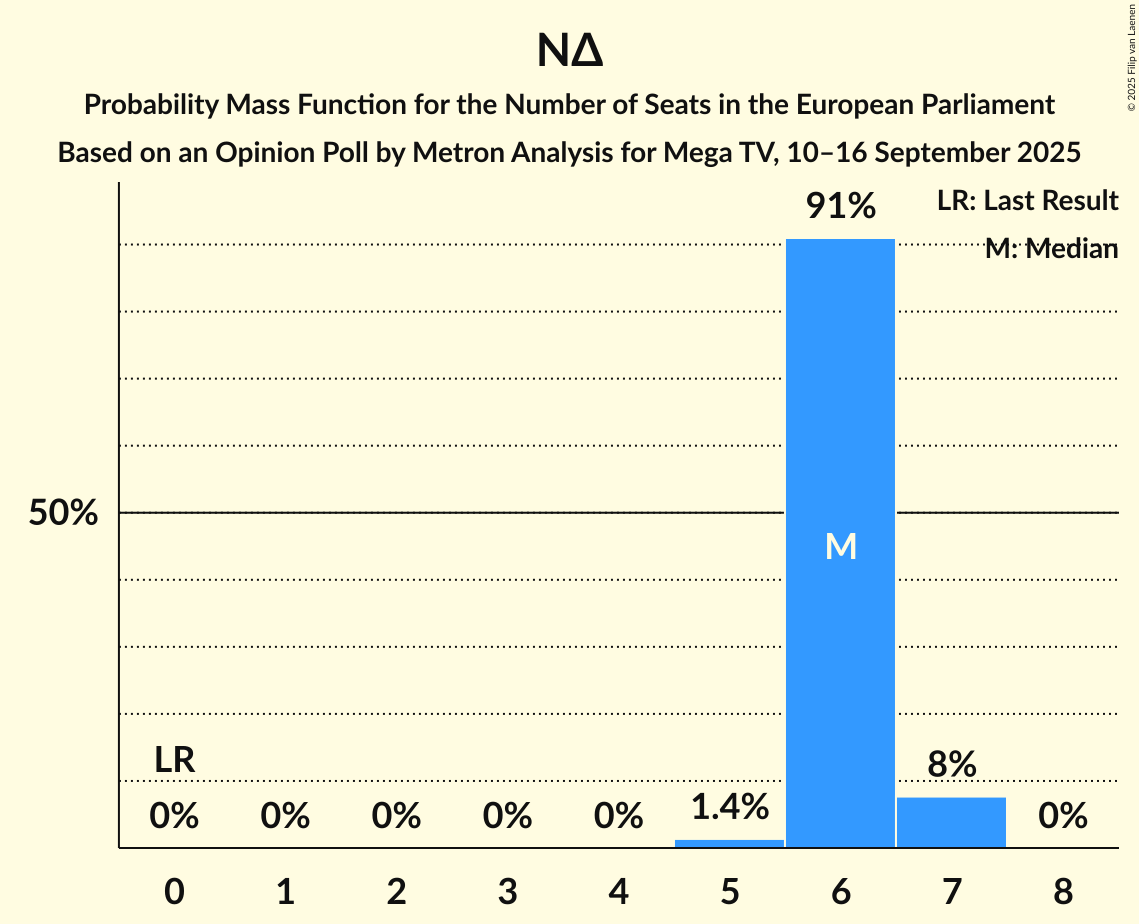 ΝΔ
Probability Mass Function for the Number of Seats in the European Parliament
Based on an Opinion Poll by Metron Analysis for Mega TV, 10–16 September 2025
© 2025 Filip van Laenen
LR: Last Result
M: Median
91%
50%
M
LR
8%
1.4%
0% 0% 0% 0% 0% 0%
0 1 2 3 4 5 6 7 8